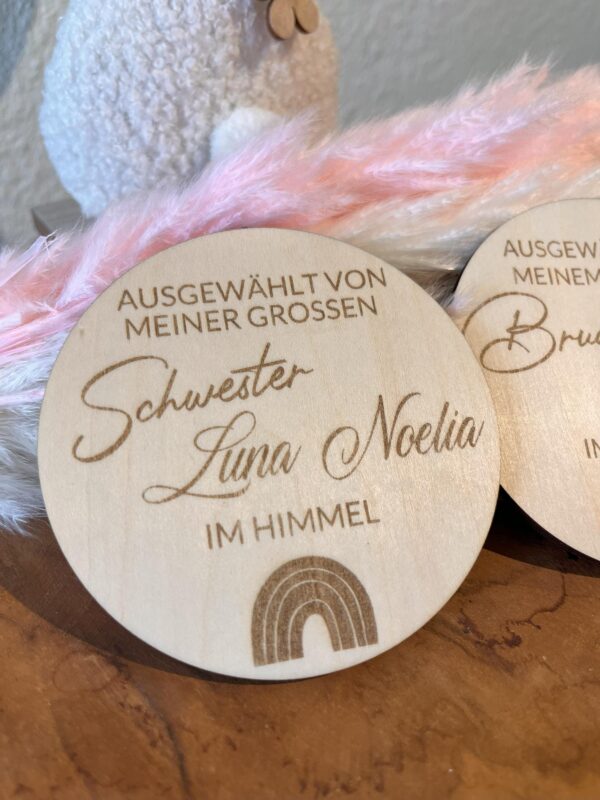 AUSGEWÄHLT VON
MEINER GROSSEN
Schwester
Luna Noelia
IM HIMMEL